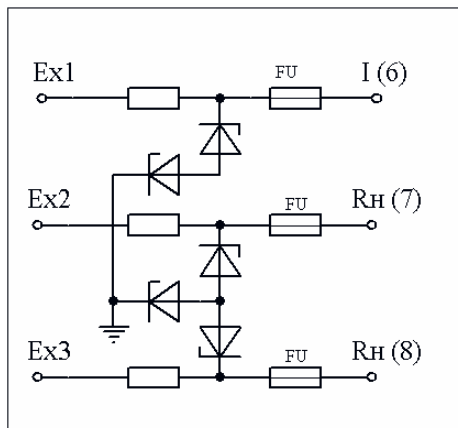 Ex1 FU I (6)
Ex2 FU Rн (7)
Ex3 FU Rн (8)